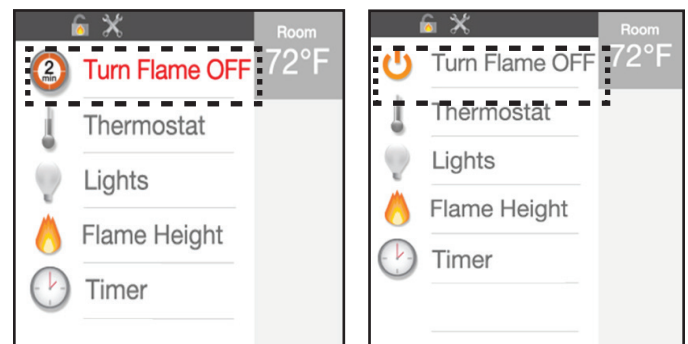 Room
72°F
2
min
Turn Flame OFF
Thermostat
Lights
Flame Height
Timer
Room
72°F
Turn Flame OFF
Thermostat
Lights
Flame Height
Timer